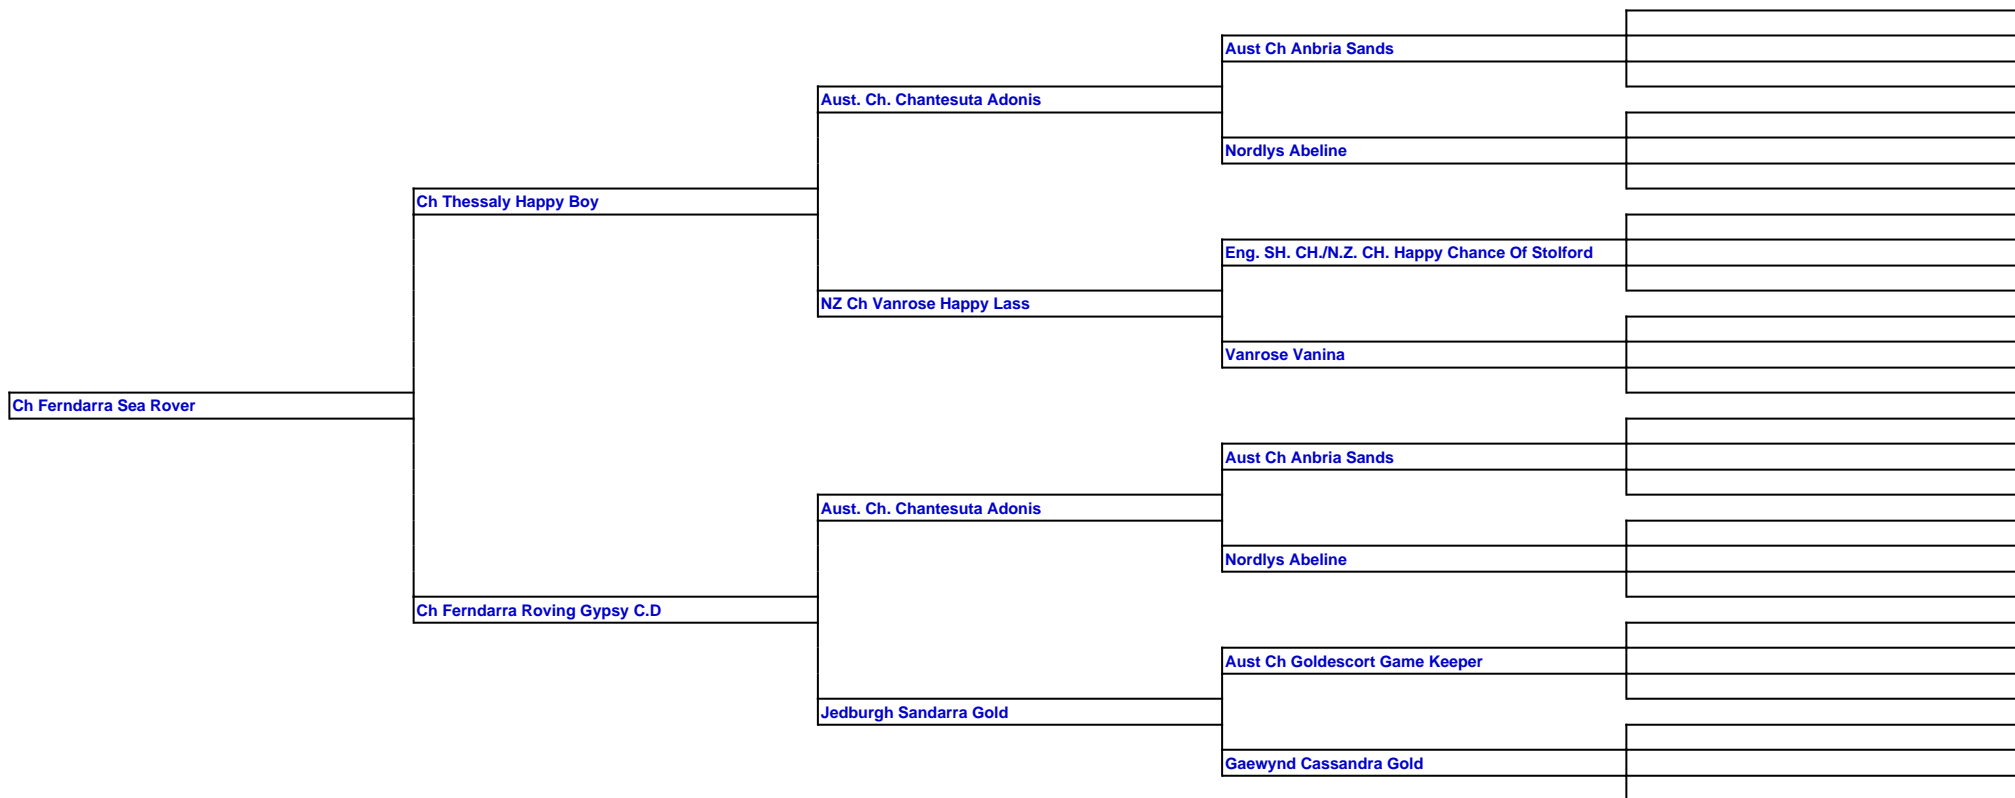 Aust Ch Anbria Sands
Aust. Ch. Chantesuta Adonis
Nordlys Abeline
Ch Thessaly Happy Boy
Eng. SH. CH./N.Z. CH. Happy Chance Of Stolford
NZ Ch Vanrose Happy Lass
Vanrose Vanina
Ch Ferndarra Sea Rover
Aust Ch Anbria Sands
Aust. Ch. Chantesuta Adonis
Nordlys Abeline
Ch Ferndarra Roving Gypsy C.D
Aust Ch Goldescort Game Keeper
Jedburgh Sandarra Gold
Gaewynd Cassandra Gold